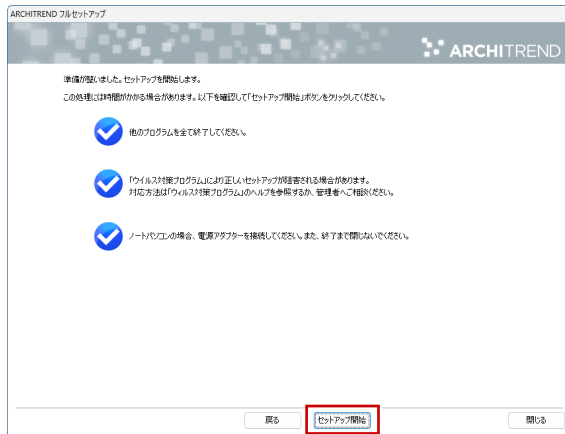 ARCHITREND フルセットアップ
ARCHITREND
準備が整いました。セットアップを開始します。
この処理には時間がかかる場合があります。以下を確認して「セットアップ開始」ボタンをクリックしてください。
他のプログラムを全て終了してください。
「ウイルス対策プログラム」により正しいセットアップが阻害される場合があります。
対応方法は「ウィルス対策プログラム」のヘルプを参照するか、管理者へご相談ください。
ノートパソコンの場合、電源アダプターを接続してください。また、終了まで閉じないでください。
戻る
セットアップ開始
閉じる